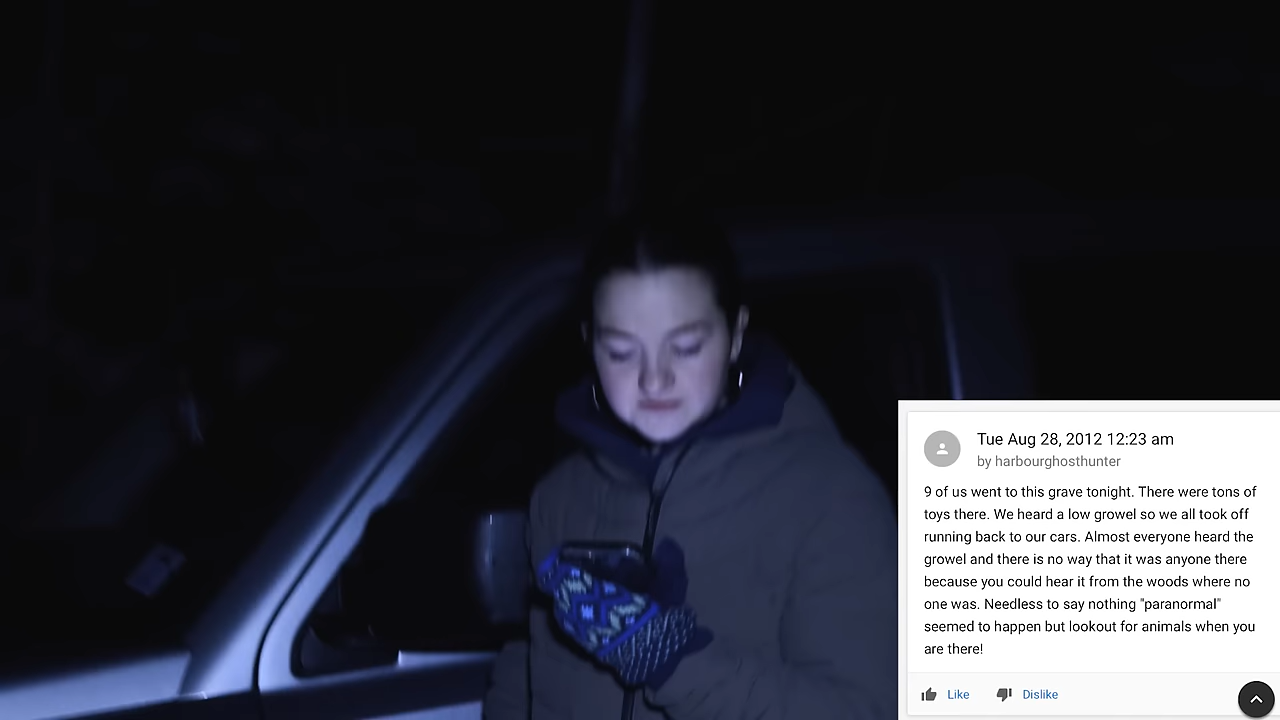 Tue Aug 28, 2012 12:23 am
by harbourghosthunter
9 of us went to this grave tonight. There were tons of
toys there. We heard a low growel so we all took off
running back to our cars. Almost everyone heard the
growel and there is no way that it was anyone there
because you could hear it from the woods where no
one was. Needless to say nothing "paranormal"
seemed to happen but lookout for animals when you
are there!
Like Dislike